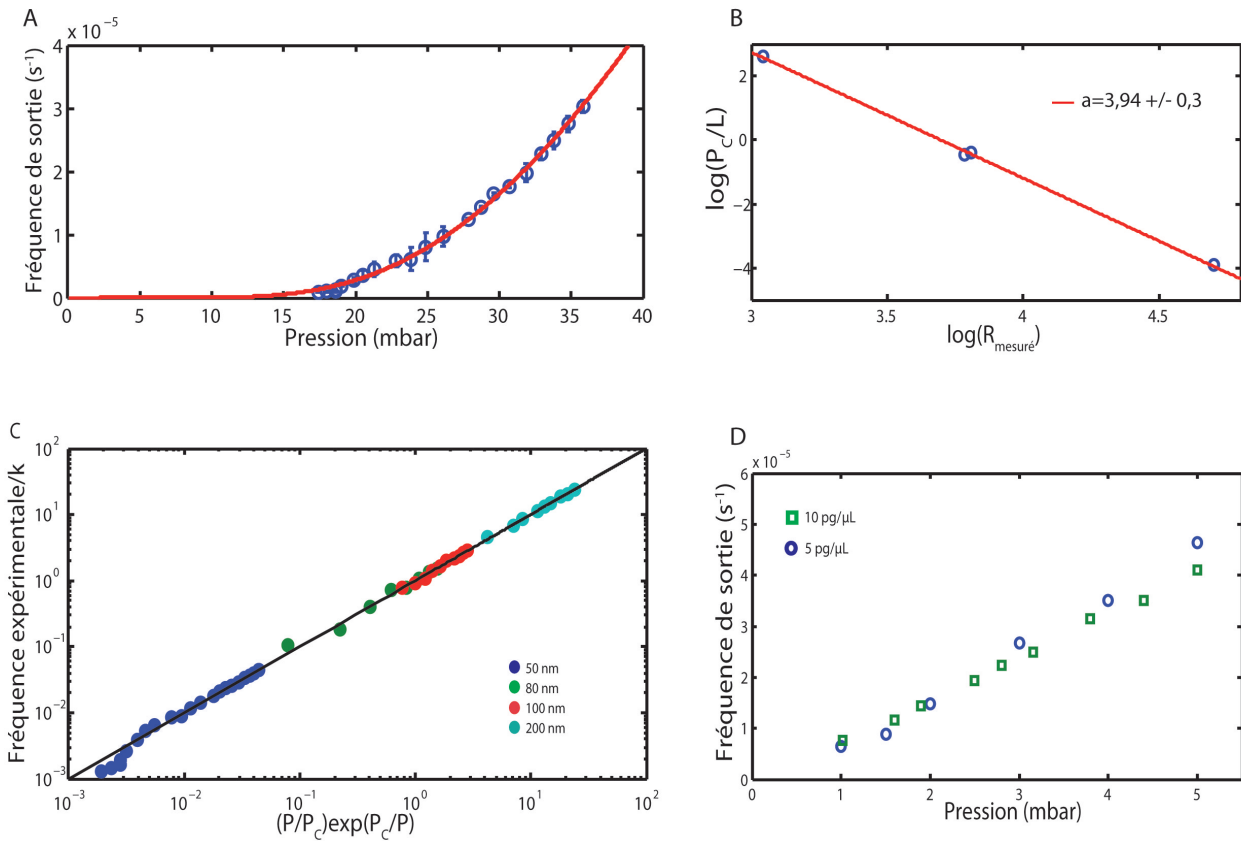 A
x 10⁻⁵
Fréquence de sortie (s⁻¹)
4
3
2
1
0
0 5 10 15 20 25 30 35 40
Pression (mbar)
B
log(P_C/L)
2
0
−2
−4
a=3,94 +/- 0,3
3 3.5 4 4.5
log(R_mesuré)
C
Fréquence expérimentale/k
10²
10¹
10⁰
10⁻¹
10⁻²
10⁻³
50 nm
80 nm
100 nm
200 nm
10⁻³ 10⁻² 10⁻¹ 10⁰ 10¹ 10²
(P/P_C)exp(P_C/P)
D
x 10⁻⁵
Fréquence de sortie (s⁻¹)
6
5
4
3
2
1
0
10 pg/µL
5 pg/µL
0 1 2 3 4 5
Pression (mbar)